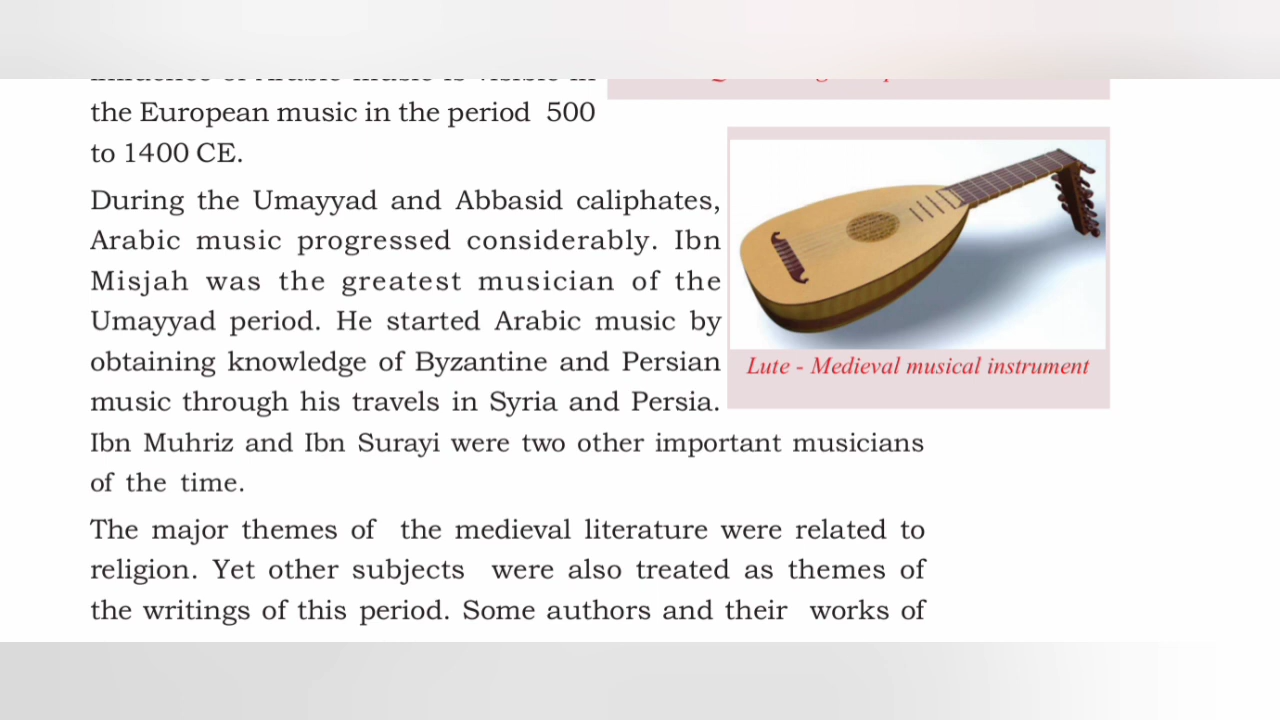 the European music in the period 500
to 1400 CE.
During the Umayyad and Abbasid caliphates,
Arabic music progressed considerably. Ibn
Misjah was the greatest musician of the
Umayyad period. He started Arabic music by
obtaining knowledge of Byzantine and Persian
music through his travels in Syria and Persia.
Ibn Muhriz and Ibn Surayi were two other important musicians
of the time.
Lute - Medieval musical instrument
The major themes of the medieval literature were related to
religion. Yet other subjects were also treated as themes of
the writings of this period. Some authors and their works of